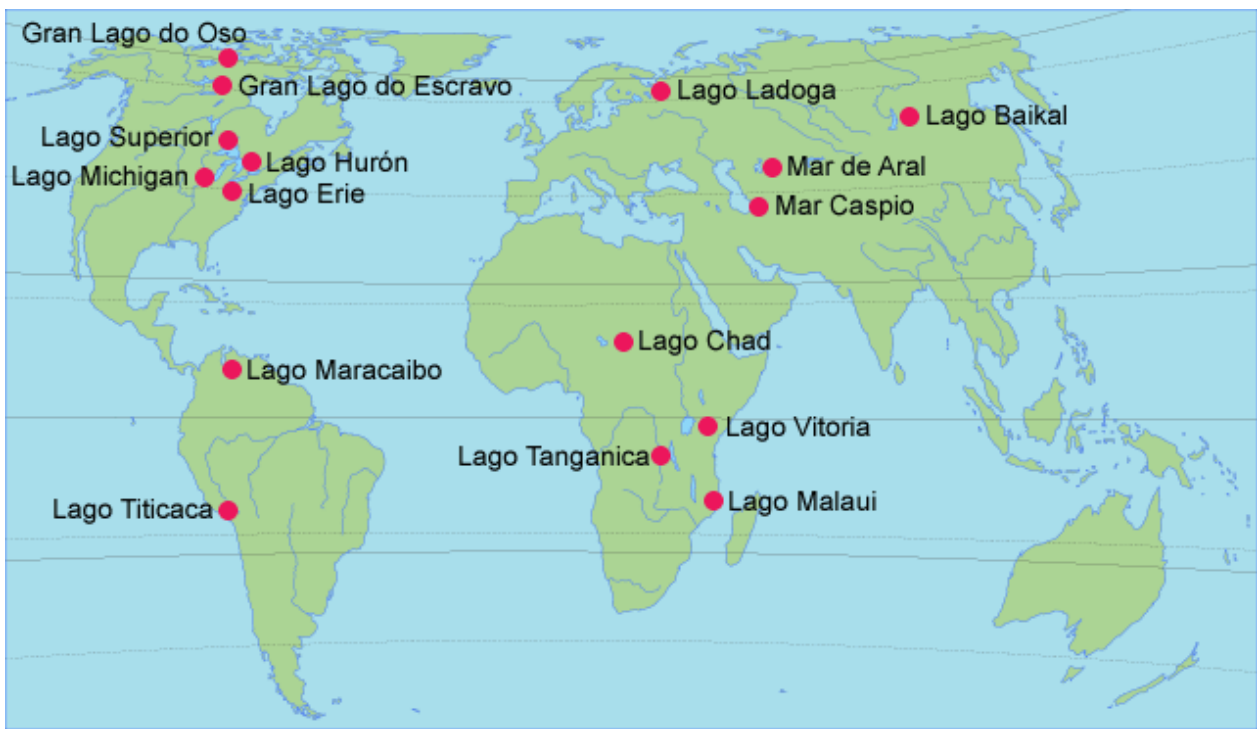 Gran Lago do Oso
Gran Lago do Escravo
Lago Ladoga
Lago Baikal
Lago Superior
Lago Hurón
Lago Michigan
Lago Erie
Mar de Aral
Mar Caspio
Lago Chad
Lago Maracaibo
Lago Vitoria
Lago Tanganica
Lago Titicaca
Lago Malaui